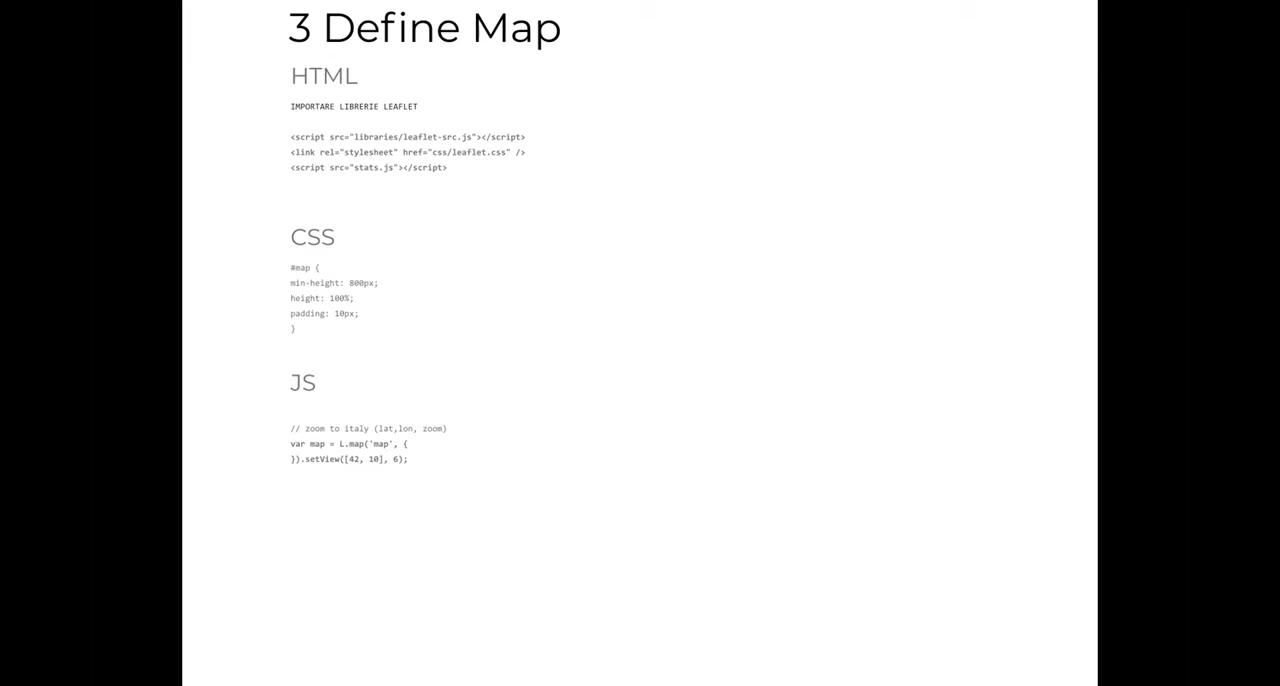 3 Define Map
HTML
IMPORTARE LIBRERIE LEAFLET
<script src="libraries/leaflet-src.js"></script>
<link rel="stylesheet" href="css/leaflet.css" />
<script src="stats.js"></script>
CSS
#map {
min-height: 800px;
height: 100%;
padding: 10px;
}
JS
// zoom to italy (lat,lon, zoom)
var map = L.map('map', {
}).setView([42, 10], 6);